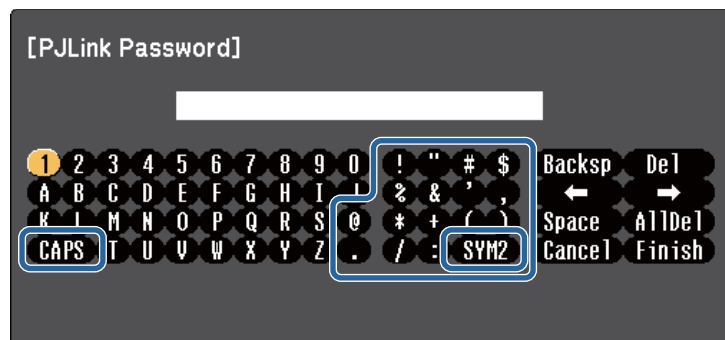 [PJLink Password]
1 2 3 4 5 6 7 8 9 0 ! " # $ Backsp Del
A B C D E F G H I J % & ' , ← →
K L M N O P Q R S @ * + ( ) Space AllDel
CAPS T U V W X Y Z . / : SYM2 Cancel Finish